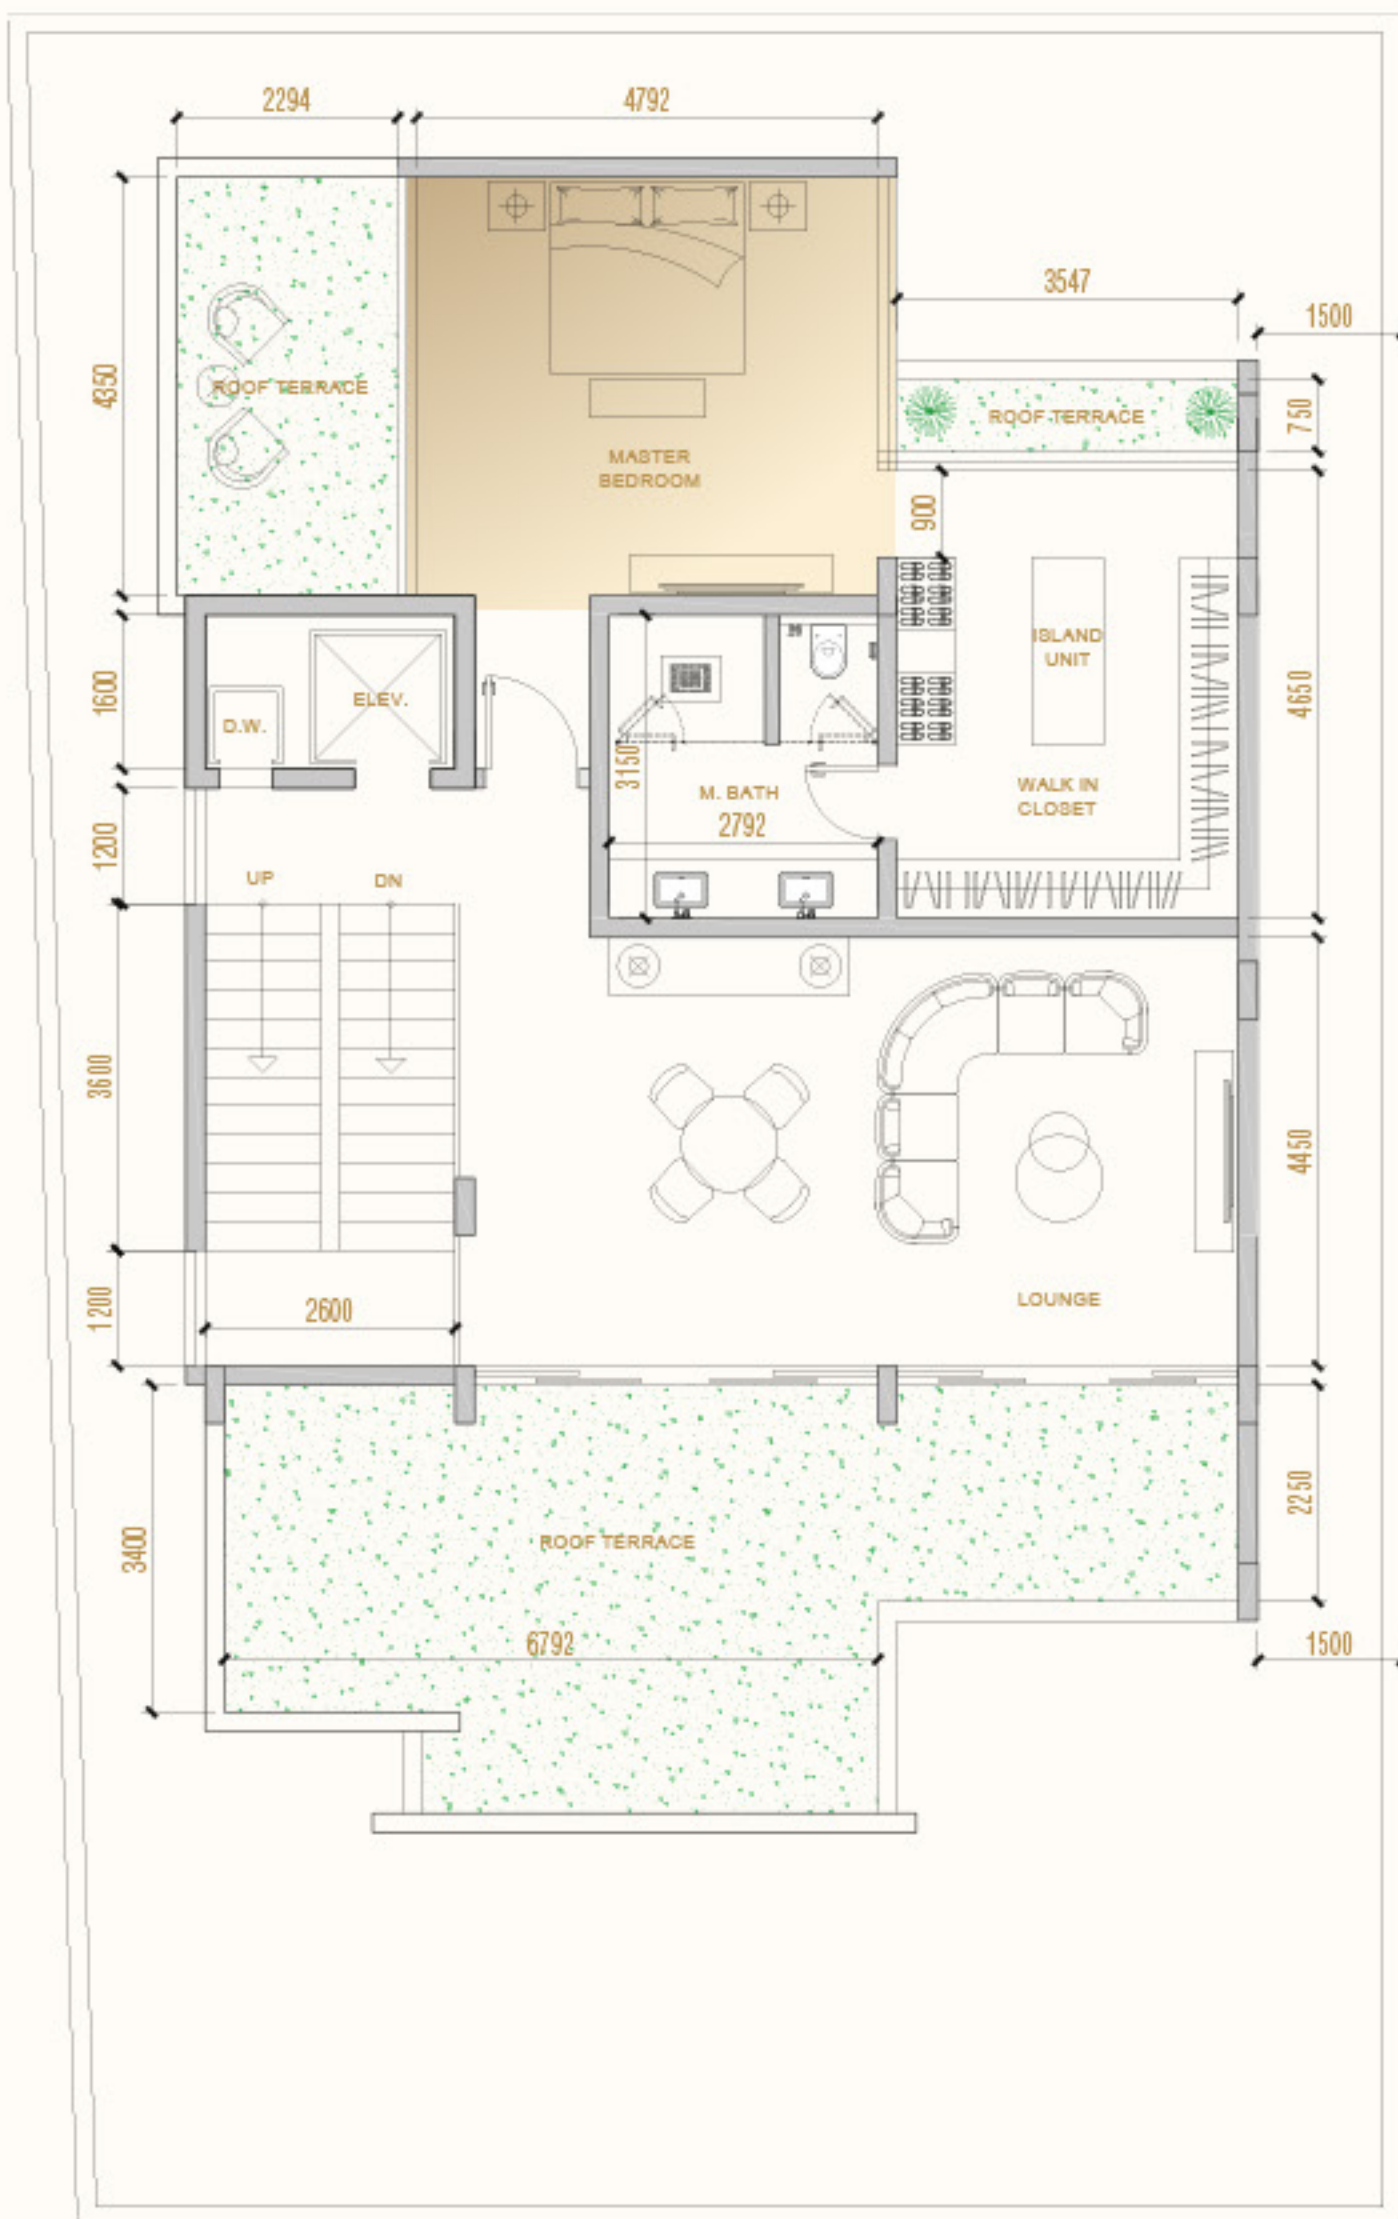 2294
4792
3547
1500
4350
ROOF TERRACE
750
ROOF TERRACE
MASTER
BEDROOM
900
1600
ELEV.
D.W.
ISLAND
UNIT
4650
3150
M. BATH
2792
WALK IN
CLOSET
1200
UP
DN
3600
4450
1200
2600
LOUNGE
3400
ROOF TERRACE
2250
6792
1500